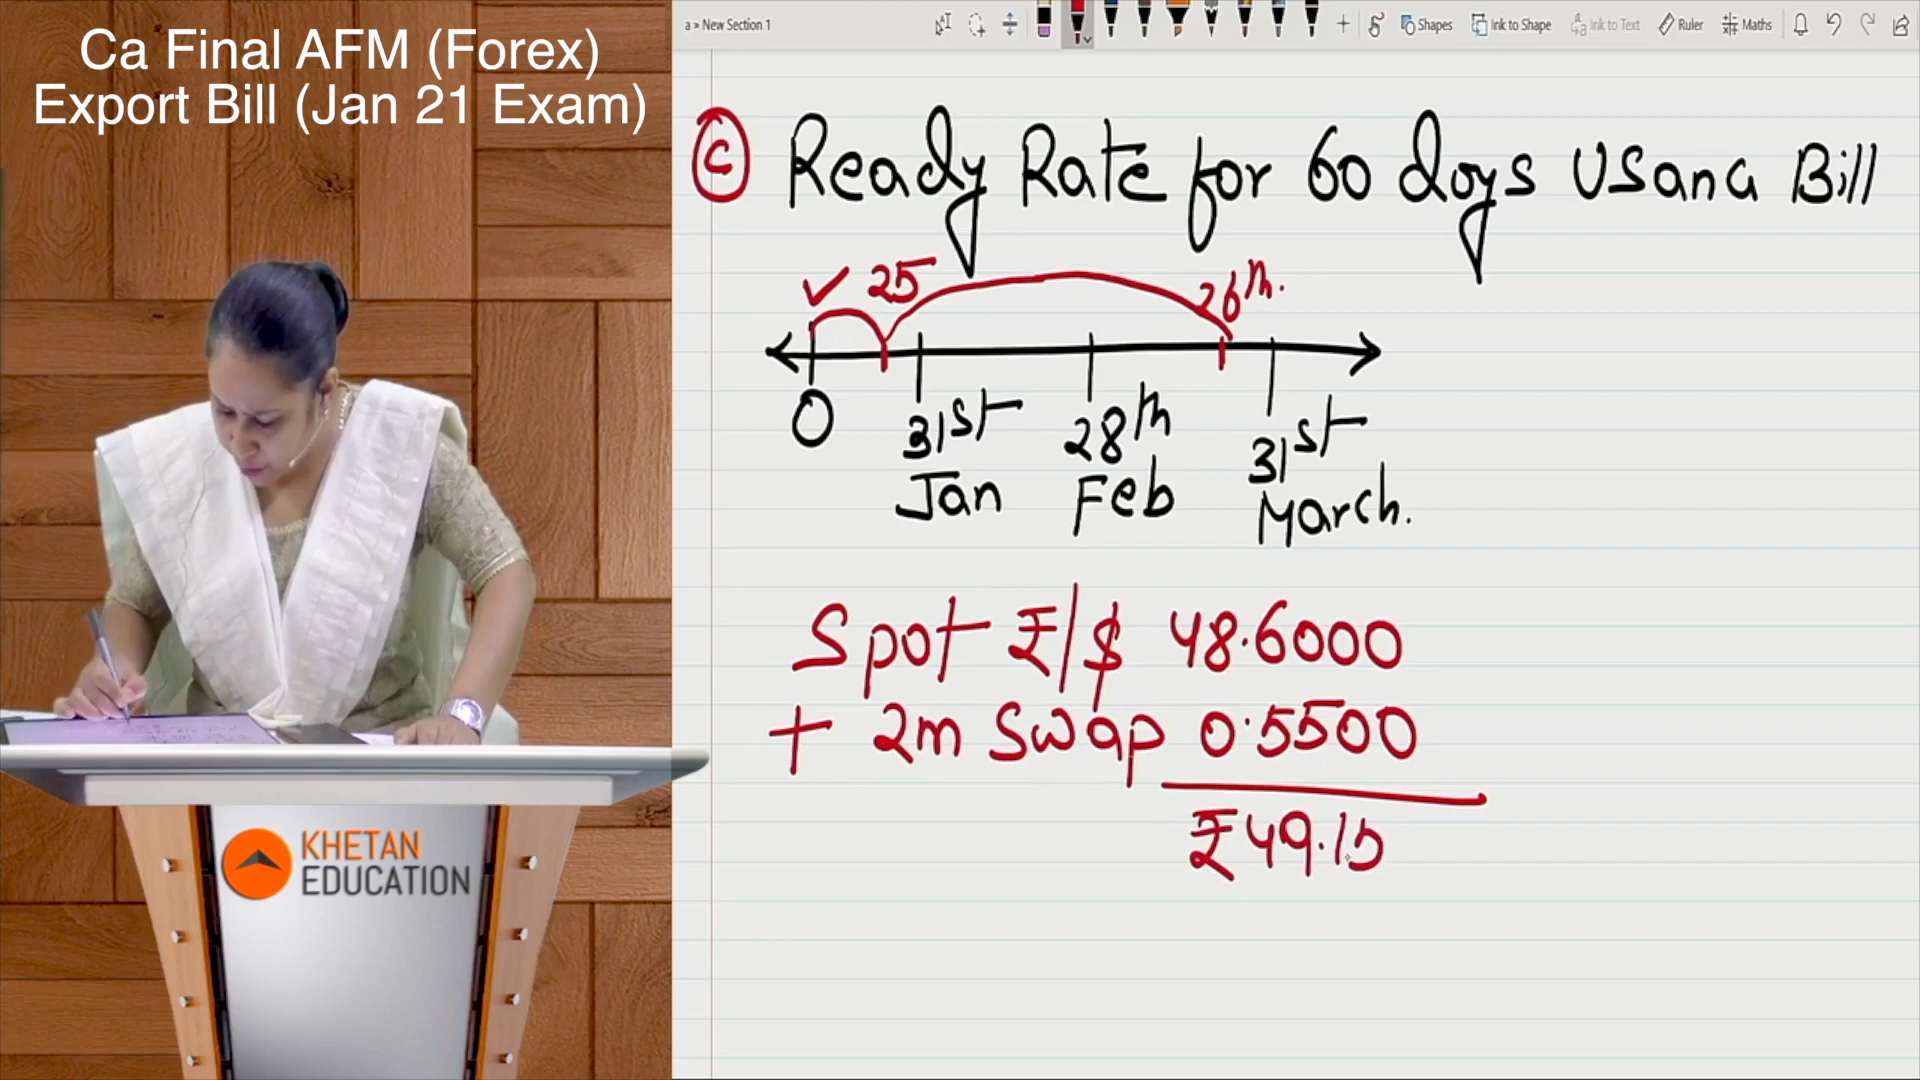 Ca Final AFM (Forex)
Export Bill (Jan 21 Exam)
a » New Section 1
Shapes
Ink to Shape
Ink to Text
Ruler
Maths
C Ready Rate for 60 days Usana Bill
✓ 25 26th.
0 31st Jan 28th Feb 31st March.
Spot ₹/$ 48.6000
+ 2m Swap 0.5500
₹49.15
KHETAN
EDUCATION